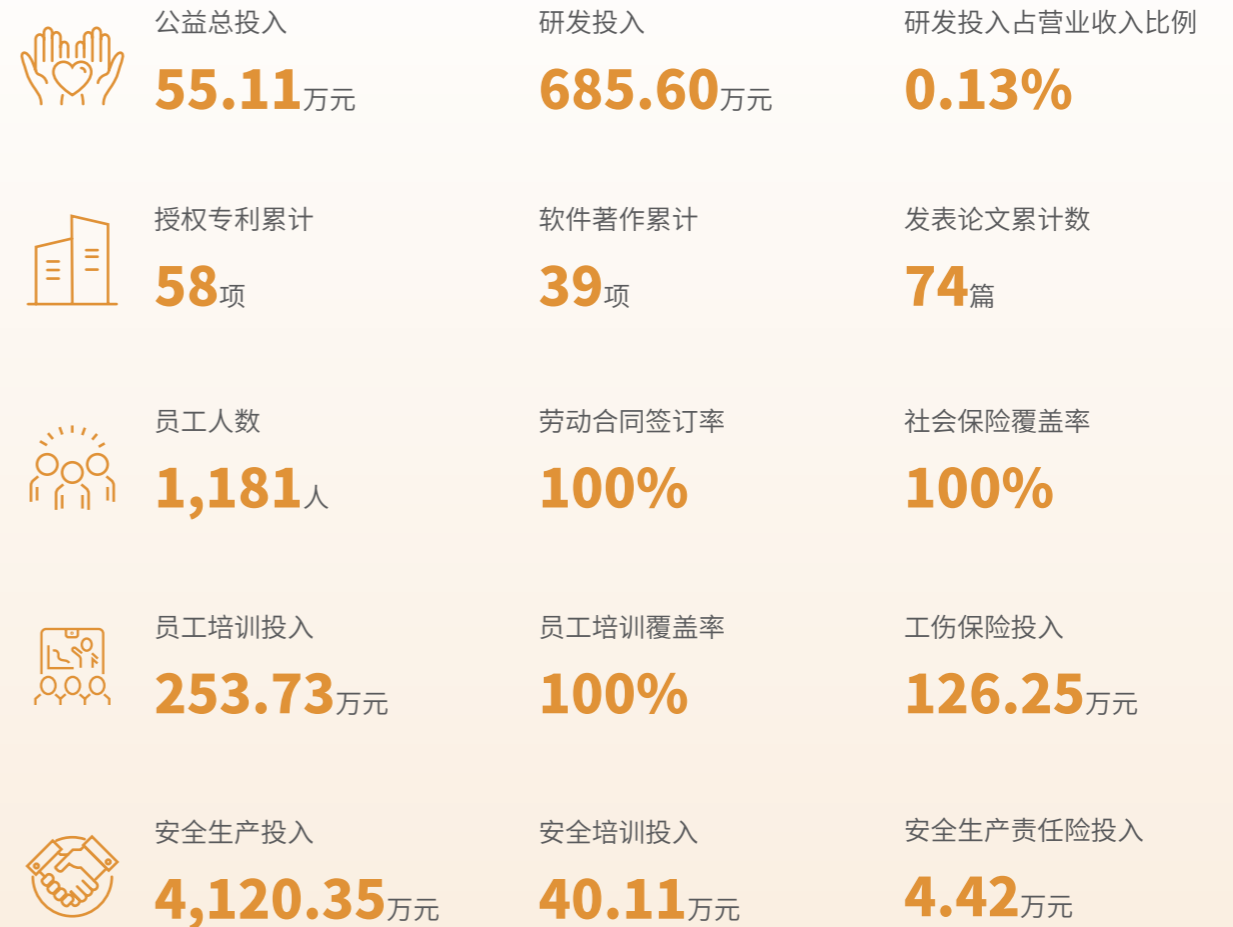 公益总投入 研发投入 研发投入占营业收入比例
55.11万元 685.60万元 0.13%
授权专利累计 软件著作累计 发表论文累计数
58项 39项 74篇
员工人数 劳动合同签订率 社会保险覆盖率
1,181人 100% 100%
员工培训投入 员工培训覆盖率 工伤保险投入
253.73万元 100% 126.25万元
安全生产投入 安全培训投入 安全生产责任险投入
4,120.35万元 40.11万元 4.42万元